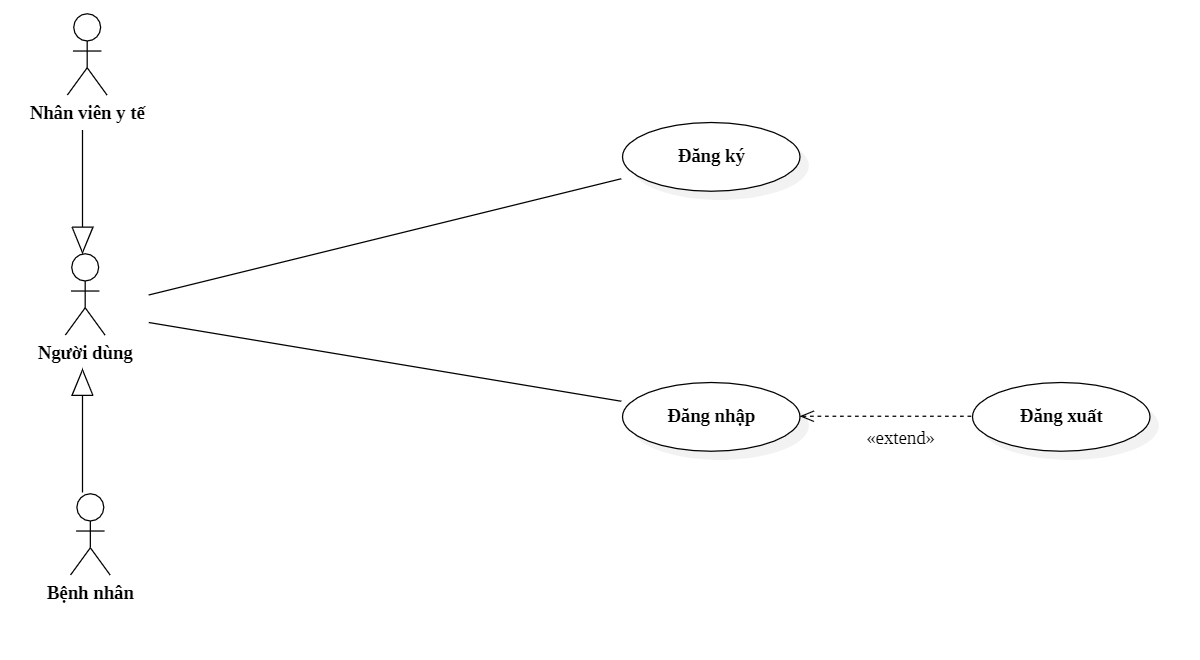 Nhân viên y tế
Đăng ký
Người dùng
Đăng nhập
Đăng xuất
«extend»
Bệnh nhân